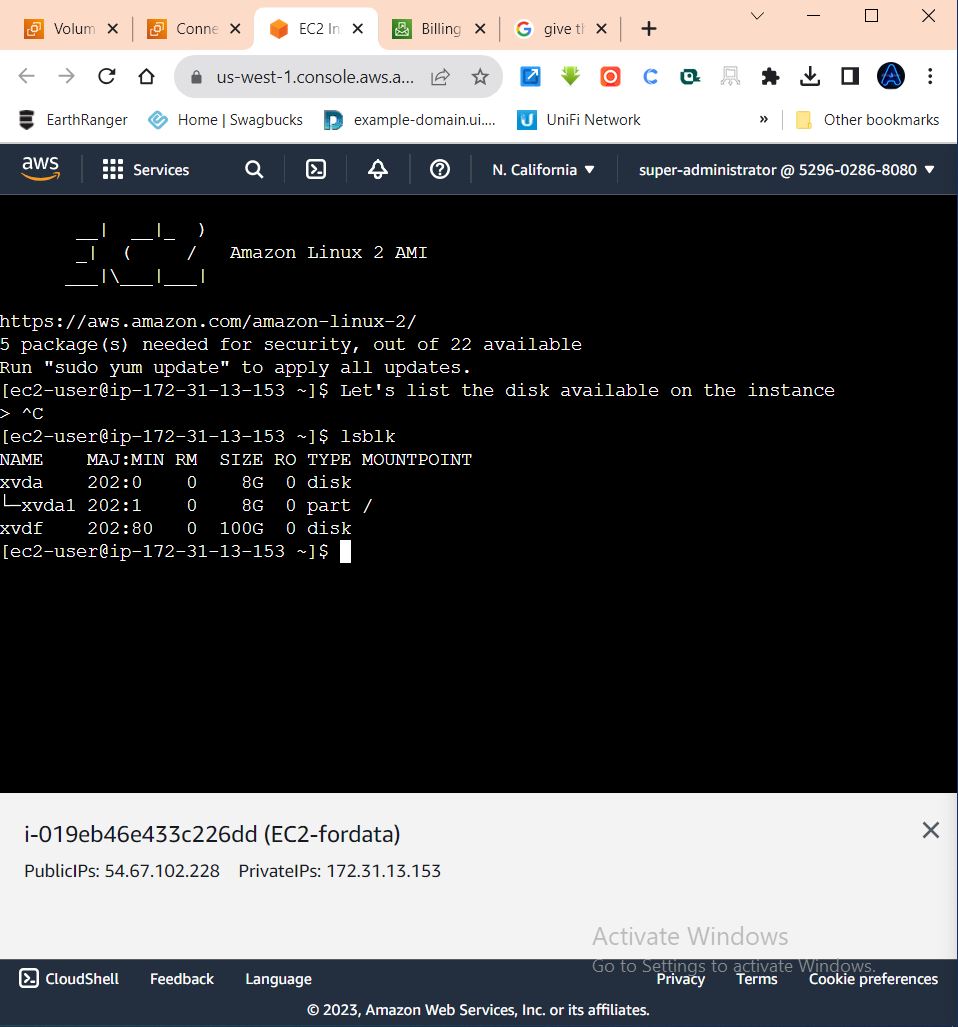 Volum
Conne
EC2 In
Billing
give th
us-west-1.console.aws.a...
EarthRanger
Home | Swagbucks
example-domain.ui....
UniFi Network
»
Other bookmarks
aws
Services
N. California
super-administrator @ 5296-0286-8080
       __|  __|_  )
       _|  (     /   Amazon Linux 2 AMI
      ___|\___|___|
https://aws.amazon.com/amazon-linux-2/
5 package(s) needed for security, out of 22 available
Run "sudo yum update" to apply all updates.
[ec2-user@ip-172-31-13-153 ~]$ Let's list the disk available on the instance
> ^C
[ec2-user@ip-172-31-13-153 ~]$ lsblk
NAME    MAJ:MIN RM  SIZE RO TYPE MOUNTPOINT
xvda    202:0    0    8G  0 disk
└─xvda1 202:1    0    8G  0 part /
xvdf    202:80   0  100G  0 disk
[ec2-user@ip-172-31-13-153 ~]$
i-019eb46e433c226dd (EC2-fordata)
PublicIPs: 54.67.102.228 PrivateIPs: 172.31.13.153
Activate Windows
Go to Settings to activate Windows.
CloudShell Feedback Language Privacy Terms Cookie preferences
© 2023, Amazon Web Services, Inc. or its affiliates.